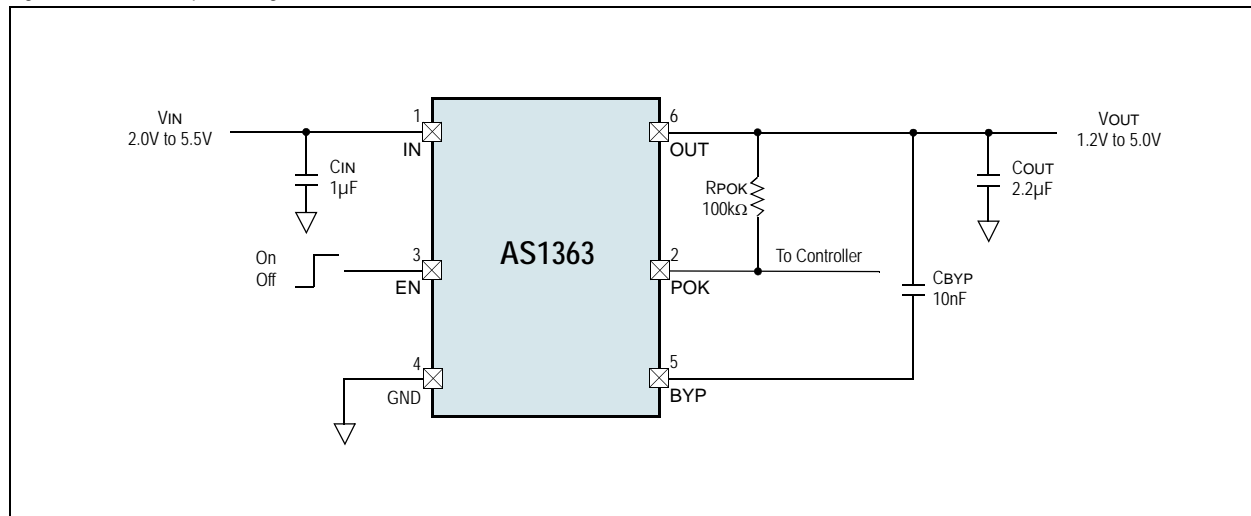 VIN
2.0V to 5.5V
CIN
1µF
On
Off
1
IN
3
EN
4
GND
AS1363
6
OUT
2
POK
5
BYP
RPOK
100kΩ
To Controller
CBYP
10nF
COUT
2.2µF
VOUT
1.2V to 5.0V